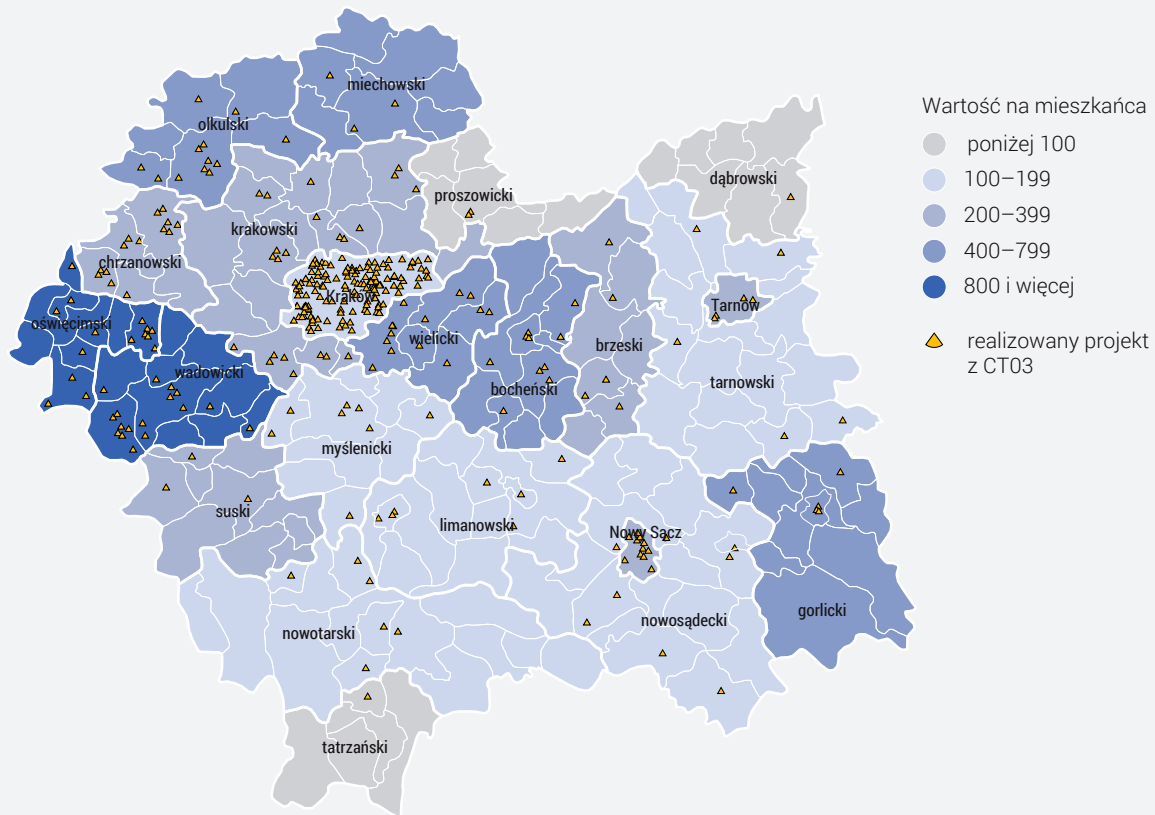 miechowski
Wartość na mieszkańca
olkulski
poniżej 100
dąbrowski
100–199
proszowicki
200–399
krakowski
chrzanowski
400–799
800 i więcej
Kraków
Tarnów
oświęcimski
wielicki
brzeski
realizowany projekt
z CT03
wadowicki
bocheński
tarnowski
myślenicki
suski
limanowski
Nowy Sącz
gorlicki
nowotarski
nowosądecki
tatrzański